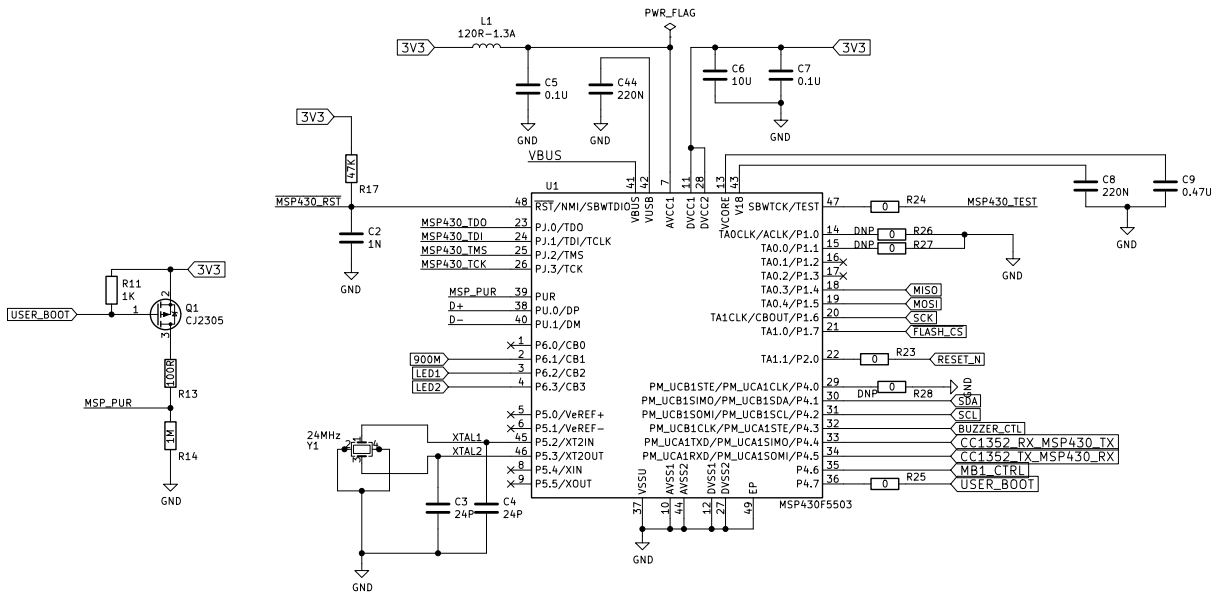 PWR_FLAG
L1
120R-1.3A
3V3
3V3
C5
0.1U
C44
220N
C6
10U
C7
0.1U
GND
GND
GND
3V3
47K
R17
VBUS
41
42
7
11
28
13
43
C8
220N
C9
0.47U
GND
U1
MSP430_RST
48
RST/NMI/SBWTDIO
VBUS
VUSB
AVCC1
DVCC1
DVCC2
VCORE
V18
SBWTCK/TEST
47
0
R24
MSP430_TEST
C2
1N
GND
MSP430_TDO
23
PJ.0/TDO
MSP430_TDI
24
PJ.1/TDI/TCLK
MSP430_TMS
25
PJ.2/TMS
MSP430_TCK
26
PJ.3/TCK
TA0CLK/ACLK/P1.0
14
DNP
0
R26
TA0.0/P1.1
15
DNP
0
R27
GND
TA0.1/P1.2
16
TA0.2/P1.3
17
TA0.3/P1.4
18
MISO
TA0.4/P1.5
19
MOSI
TA1CLK/CBOUT/P1.6
20
SCK
TA1.0/P1.7
21
FLASH_CS
MSP_PUR
39
PUR
D+
38
PU.0/DP
D-
40
PU.1/DM
3V3
R11
1K
2
Q1
CJ2305
USER_BOOT
1
3
100R
R13
MSP_PUR
1M
R14
GND
1
P6.0/CB0
900M
2
P6.1/CB1
LED1
3
P6.2/CB2
LED2
4
P6.3/CB3
TA1.1/P2.0
22
0
R23
RESET_N
PM_UCB1STE/PM_UCA1CLK/P4.0
29
DNP
0
R28
GND
PM_UCB1SIMO/PM_UCB1SDA/P4.1
30
SDA
PM_UCB1SOMI/PM_UCB1SCL/P4.2
31
SCL
PM_UCB1CLK/PM_UCA1STE/P4.3
32
BUZZER_CTL
PM_UCA1TXD/PM_UCA1SIMO/P4.4
33
CC1352_RX_MSP430_TX
PM_UCA1RXD/PM_UCA1SOMI/P4.5
34
CC1352_TX_MSP430_RX
P4.6
35
MB1_CTRL
P4.7
36
0
R25
USER_BOOT
5
P5.0/VeREF+
6
P5.1/VeREF-
24MHz
Y1
1
2
3
4
XTAL1
45
P5.2/XT2IN
XTAL2
46
P5.3/XT2OUT
8
P5.4/XIN
9
P5.5/XOUT
C3
24P
C4
24P
GND
VSSU
AVSS1
AVSS2
DVSS1
DVSS2
EP
37
10
44
12
27
49
MSP430F5503
GND